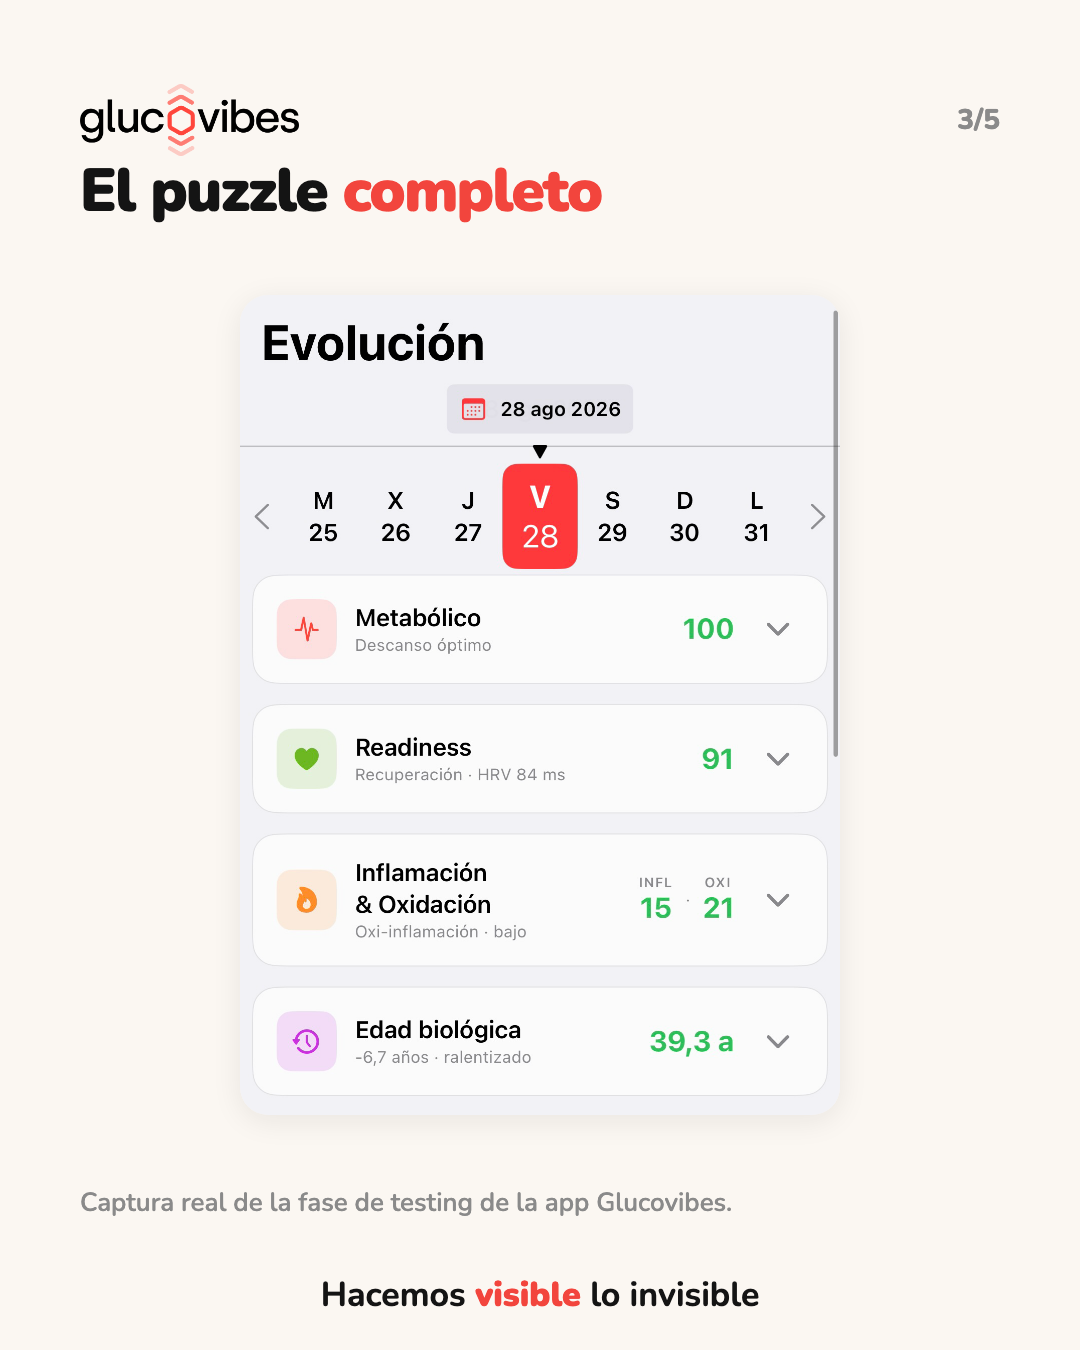 glucovibes
3/5
El puzzle completo
Evolución
28 ago 2026
M X J V S D L
25 26 27 28 29 30 31
Metabólico
Descanso óptimo
100
Readiness
Recuperación · HRV 84 ms
91
Inflamación
& Oxidación
Oxi-inflamación · bajo
INFL OXI
15 · 21
Edad biológica
-6,7 años · ralentizado
39,3 a
Captura real de la fase de testing de la app Glucovibes.
Hacemos visible lo invisible